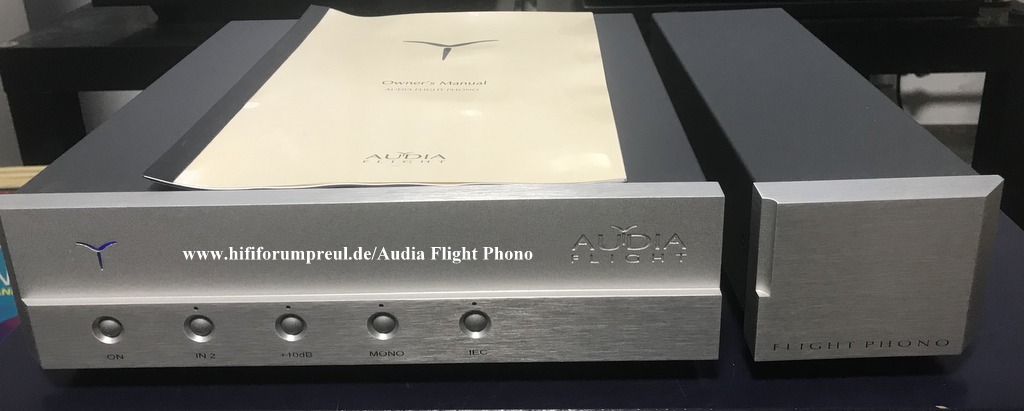 Owner's Manual
AUDIA FLIGHT PHONO
AUDIA
FLIGHT
www.hififorumpreul.de/Audia Flight Phono
AUDIA
FLIGHT
ON
IN 2
+10dB
MONO
IEC
FLIGHT PHONO